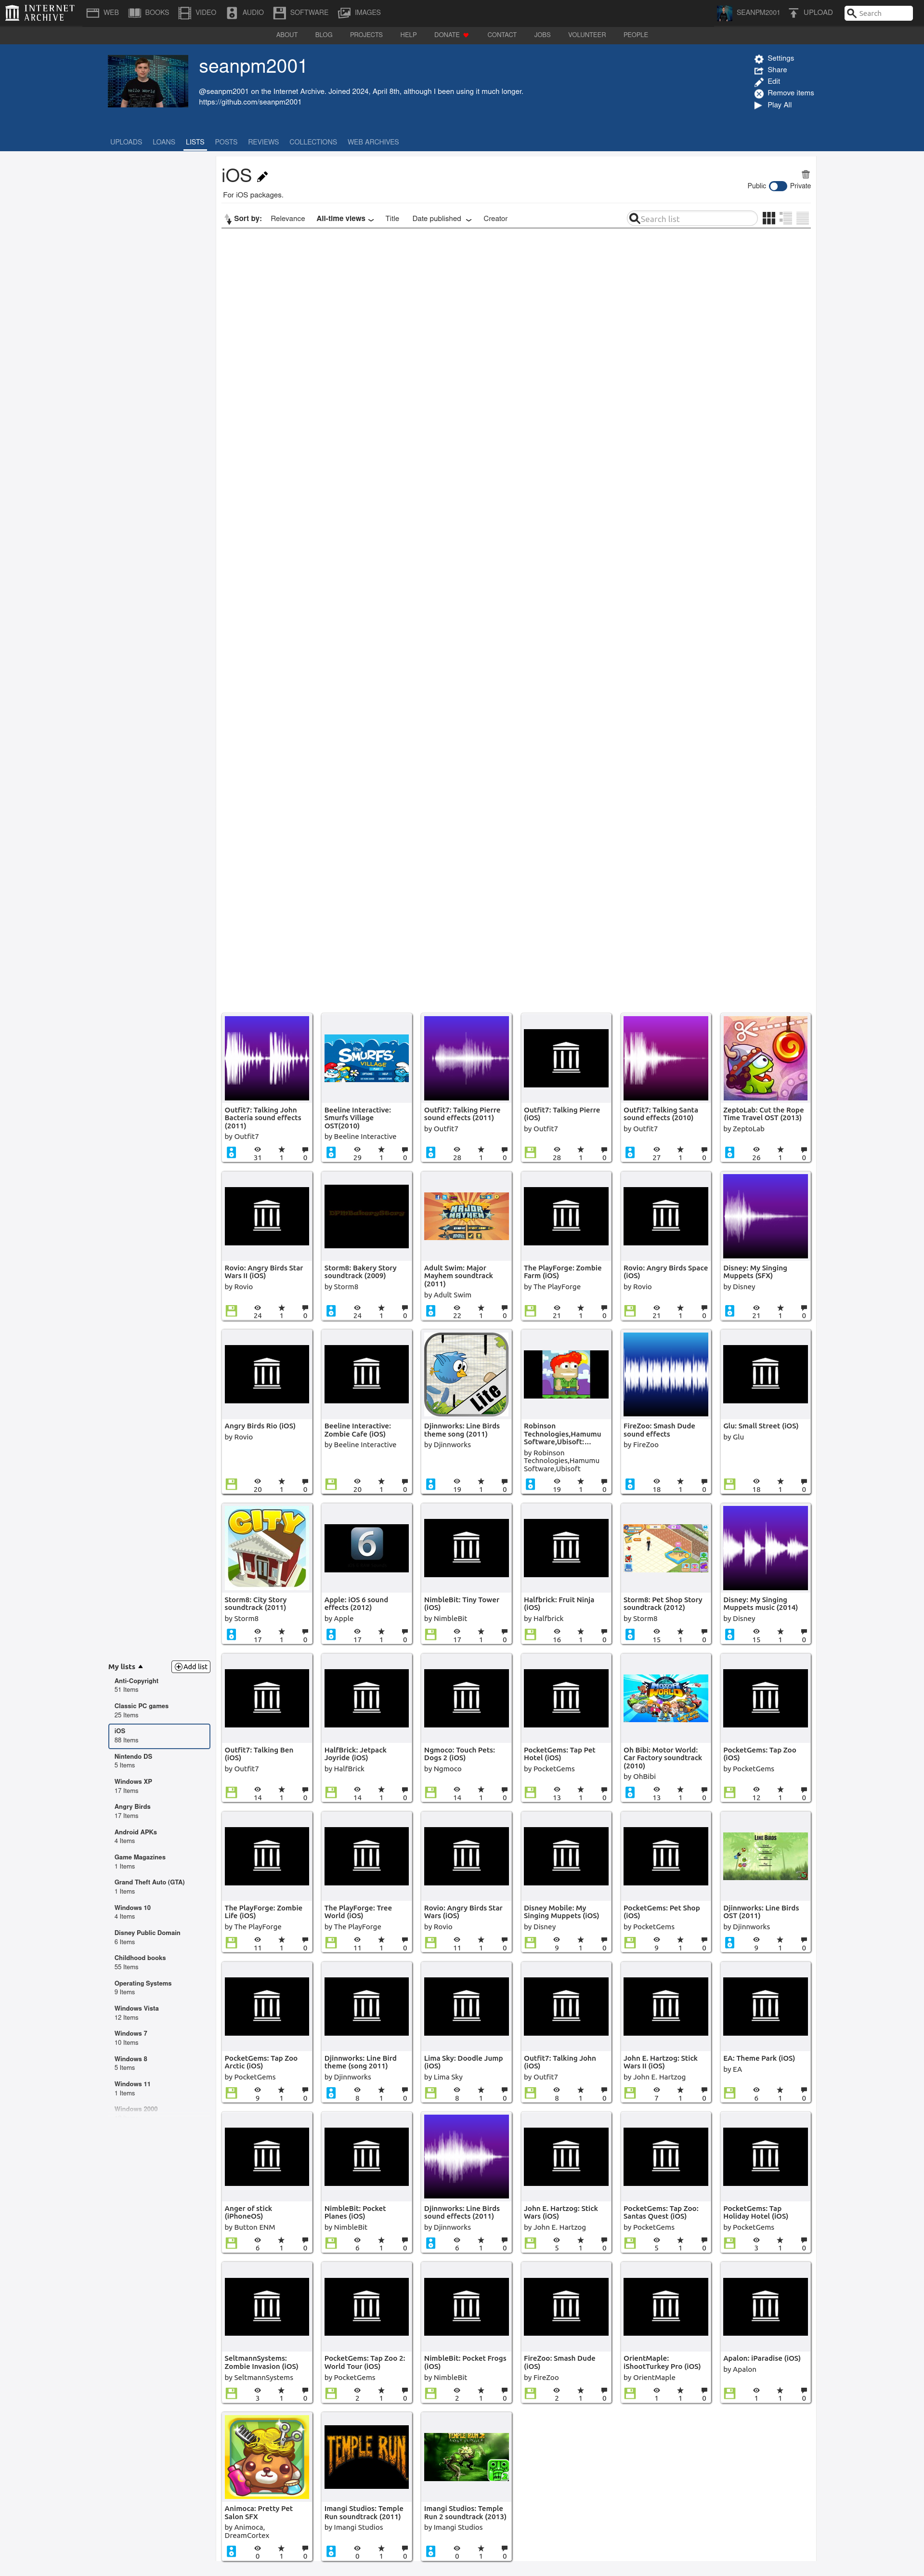 INTERNET ARCHIVE
WEB BOOKS VIDEO AUDIO SOFTWARE IMAGES SEANPM2001 UPLOAD Search
ABOUT BLOG PROJECTS HELP DONATE CONTACT JOBS VOLUNTEER PEOPLE
seanpm2001
@seanpm2001 on the Internet Archive. Joined 2024, April 8th, although I been using it much longer.
https://github.com/seanpm2001
Settings
Share
Edit
Remove items
Play All
UPLOADS LOANS LISTS POSTS REVIEWS COLLECTIONS WEB ARCHIVES
iOS
Public Private
For iOS packages.
Sort by: Relevance All-time views Title Date published Creator Search list
My lists Add list
Anti-Copyright
51 Items
Classic PC games
25 Items
iOS
88 Items
Nintendo DS
5 Items
Windows XP
17 Items
Angry Birds
17 Items
Android APKs
4 Items
Game Magazines
1 Items
Grand Theft Auto (GTA)
1 Items
Windows 10
4 Items
Disney Public Domain
6 Items
Childhood books
55 Items
Operating Systems
9 Items
Windows Vista
12 Items
Windows 7
10 Items
Windows 8
5 Items
Windows 11
1 Items
Windows 2000
Outfit7: Talking John
Bacteria sound effects
(2011)
by Outfit7
31 1 0
SMURFS'
VILLAGE
Beeline Interactive:
Smurfs Village
OST(2010)
by Beeline Interactive
29 1 0
Outfit7: Talking Pierre
sound effects (2011)
by Outfit7
28 1 0
Outfit7: Talking Pierre
(iOS)
by Outfit7
28 1 0
Outfit7: Talking Santa
sound effects (2010)
by Outfit7
27 1 0
ZeptoLab: Cut the Rope
Time Travel OST (2013)
by ZeptoLab
26 1 0
Rovio: Angry Birds Star
Wars II (iOS)
by Rovio
24 1 0
Storm8: Bakery Story
soundtrack (2009)
by Storm8
24 1 0
MAJOR
MAYHEM
Adult Swim: Major
Mayhem soundtrack
(2011)
by Adult Swim
22 1 0
The PlayForge: Zombie
Farm (iOS)
by The PlayForge
21 1 0
Rovio: Angry Birds Space
(iOS)
by Rovio
21 1 0
Disney: My Singing
Muppets (SFX)
by Disney
21 1 0
Angry Birds Rio (iOS)
by Rovio
20 1 0
Beeline Interactive:
Zombie Cafe (iOS)
by Beeline Interactive
20 1 0
Lite
Djinnworks: Line Birds
theme song (2011)
by Djinnworks
19 1 0
Robinson
Technologies,Hamumu
Software,Ubisoft:...
by Robinson
Technologies,Hamumu
Software,Ubisoft
19 1 0
FireZoo: Smash Dude
sound effects
by FireZoo
18 1 0
Glu: Small Street (iOS)
by Glu
18 1 0
CITY
Storm8: City Story
soundtrack (2011)
by Storm8
17 1 0
6
Apple: iOS 6 sound
effects (2012)
by Apple
17 1 0
NimbleBit: Tiny Tower
(iOS)
by NimbleBit
17 1 0
Halfbrick: Fruit Ninja
(iOS)
by Halfbrick
16 1 0
Storm8: Pet Shop Story
soundtrack (2012)
by Storm8
15 1 0
Disney: My Singing
Muppets music (2014)
by Disney
15 1 0
Outfit7: Talking Ben
(iOS)
by Outfit7
14 1 0
HalfBrick: Jetpack
Joyride (iOS)
by HalfBrick
14 1 0
Ngmoco: Touch Pets:
Dogs 2 (iOS)
by Ngmoco
14 1 0
PocketGems: Tap Pet
Hotel (iOS)
by PocketGems
13 1 0
MOTOR
WORLD
Oh Bibi: Motor World:
Car Factory soundtrack
(2010)
by OhBibi
13 1 0
PocketGems: Tap Zoo
(iOS)
by PocketGems
12 1 0
The PlayForge: Zombie
Life (iOS)
by The PlayForge
11 1 0
The PlayForge: Tree
World (iOS)
by The PlayForge
11 1 0
Rovio: Angry Birds Star
Wars (iOS)
by Rovio
11 1 0
Disney Mobile: My
Singing Muppets (iOS)
by Disney
9 1 0
PocketGems: Pet Shop
(iOS)
by PocketGems
9 1 0
LINE BIRDS
Djinnworks: Line Birds
OST (2011)
by Djinnworks
9 1 0
PocketGems: Tap Zoo
Arctic (iOS)
by PocketGems
9 1 0
Djinnworks: Line Bird
theme (song 2011)
by Djinnworks
8 1 0
Lima Sky: Doodle Jump
(iOS)
by Lima Sky
8 1 0
Outfit7: Talking John
(iOS)
by Outfit7
8 1 0
John E. Hartzog: Stick
Wars II (iOS)
by John E. Hartzog
7 1 0
EA: Theme Park (iOS)
by EA
6 1 0
Anger of stick
(iPhoneOS)
by Button ENM
6 1 0
NimbleBit: Pocket
Planes (iOS)
by NimbleBit
6 1 0
Djinnworks: Line Birds
sound effects (2011)
by Djinnworks
6 1 0
John E. Hartzog: Stick
Wars (iOS)
by John E. Hartzog
5 1 0
PocketGems: Tap Zoo:
Santas Quest (iOS)
by PocketGems
5 1 0
PocketGems: Tap
Holiday Hotel (iOS)
by PocketGems
3 1 0
SeltmannSystems:
Zombie Invasion (iOS)
by SeltmannSystems
3 1 0
PocketGems: Tap Zoo 2:
World Tour (iOS)
by PocketGems
2 1 0
NimbleBit: Pocket Frogs
(iOS)
by NimbleBit
2 1 0
FireZoo: Smash Dude
(iOS)
by FireZoo
2 1 0
OrientMaple:
iShootTurkey Pro (iOS)
by OrientMaple
1 1 0
Apalon: iParadise (iOS)
by Apalon
1 1 0
Animoca: Pretty Pet
Salon SFX
by Animoca,
DreamCortex
0 1 0
TEMPLE RUN
Imangi Studios: Temple
Run soundtrack (2011)
by Imangi Studios
0 1 0
TEMPLE RUN 2
Imangi Studios: Temple
Run 2 soundtrack (2013)
by Imangi Studios
0 1 0